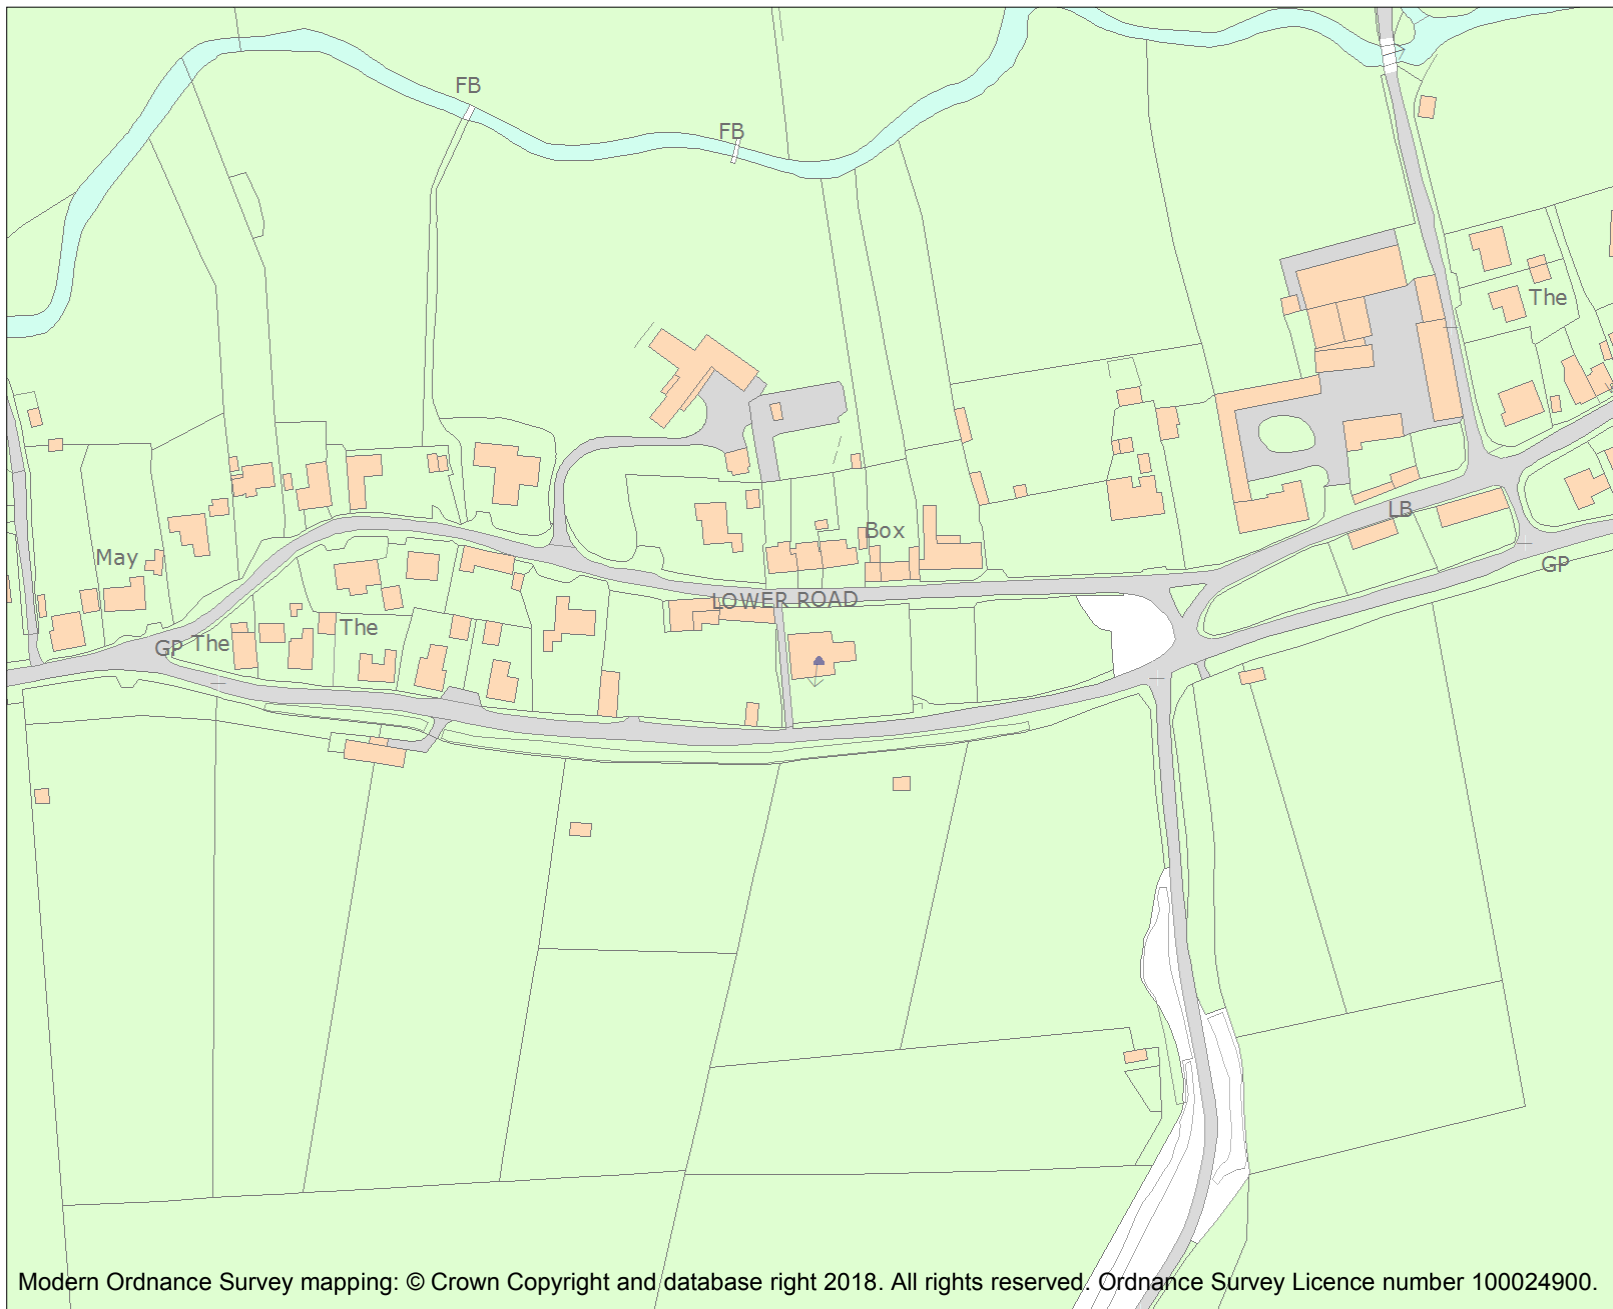 FB
FB
The
Box
LB
May
GP
LOWER ROAD
The
The
GP
Modern Ordnance Survey mapping: © Crown Copyright and database right 2018. All rights reserved. Ordnance Survey Licence number 100024900.